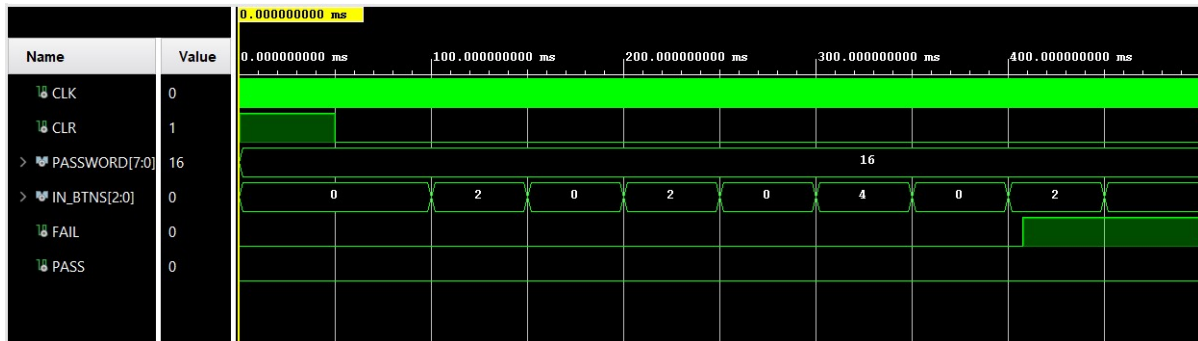 0.000000000 ms
Name Value 0.000000000 ms 100.000000000 ms 200.000000000 ms 300.000000000 ms 400.000000000 ms
CLK 0
CLR 1
PASSWORD[7:0] 16 16
IN_BTNS[2:0] 0 0 2 0 2 0 4 0 2
FAIL 0
PASS 0